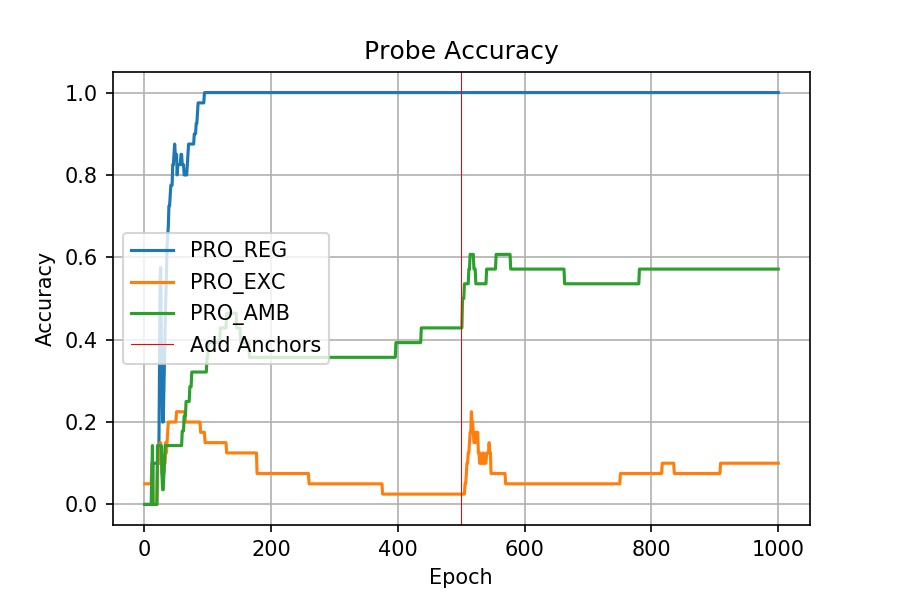 Probe Accuracy
Accuracy
1.0
0.8
0.6
0.4
0.2
0.0
PRO_REG
PRO_EXC
PRO_AMB
Add Anchors
0 200 400 600 800 1000
Epoch